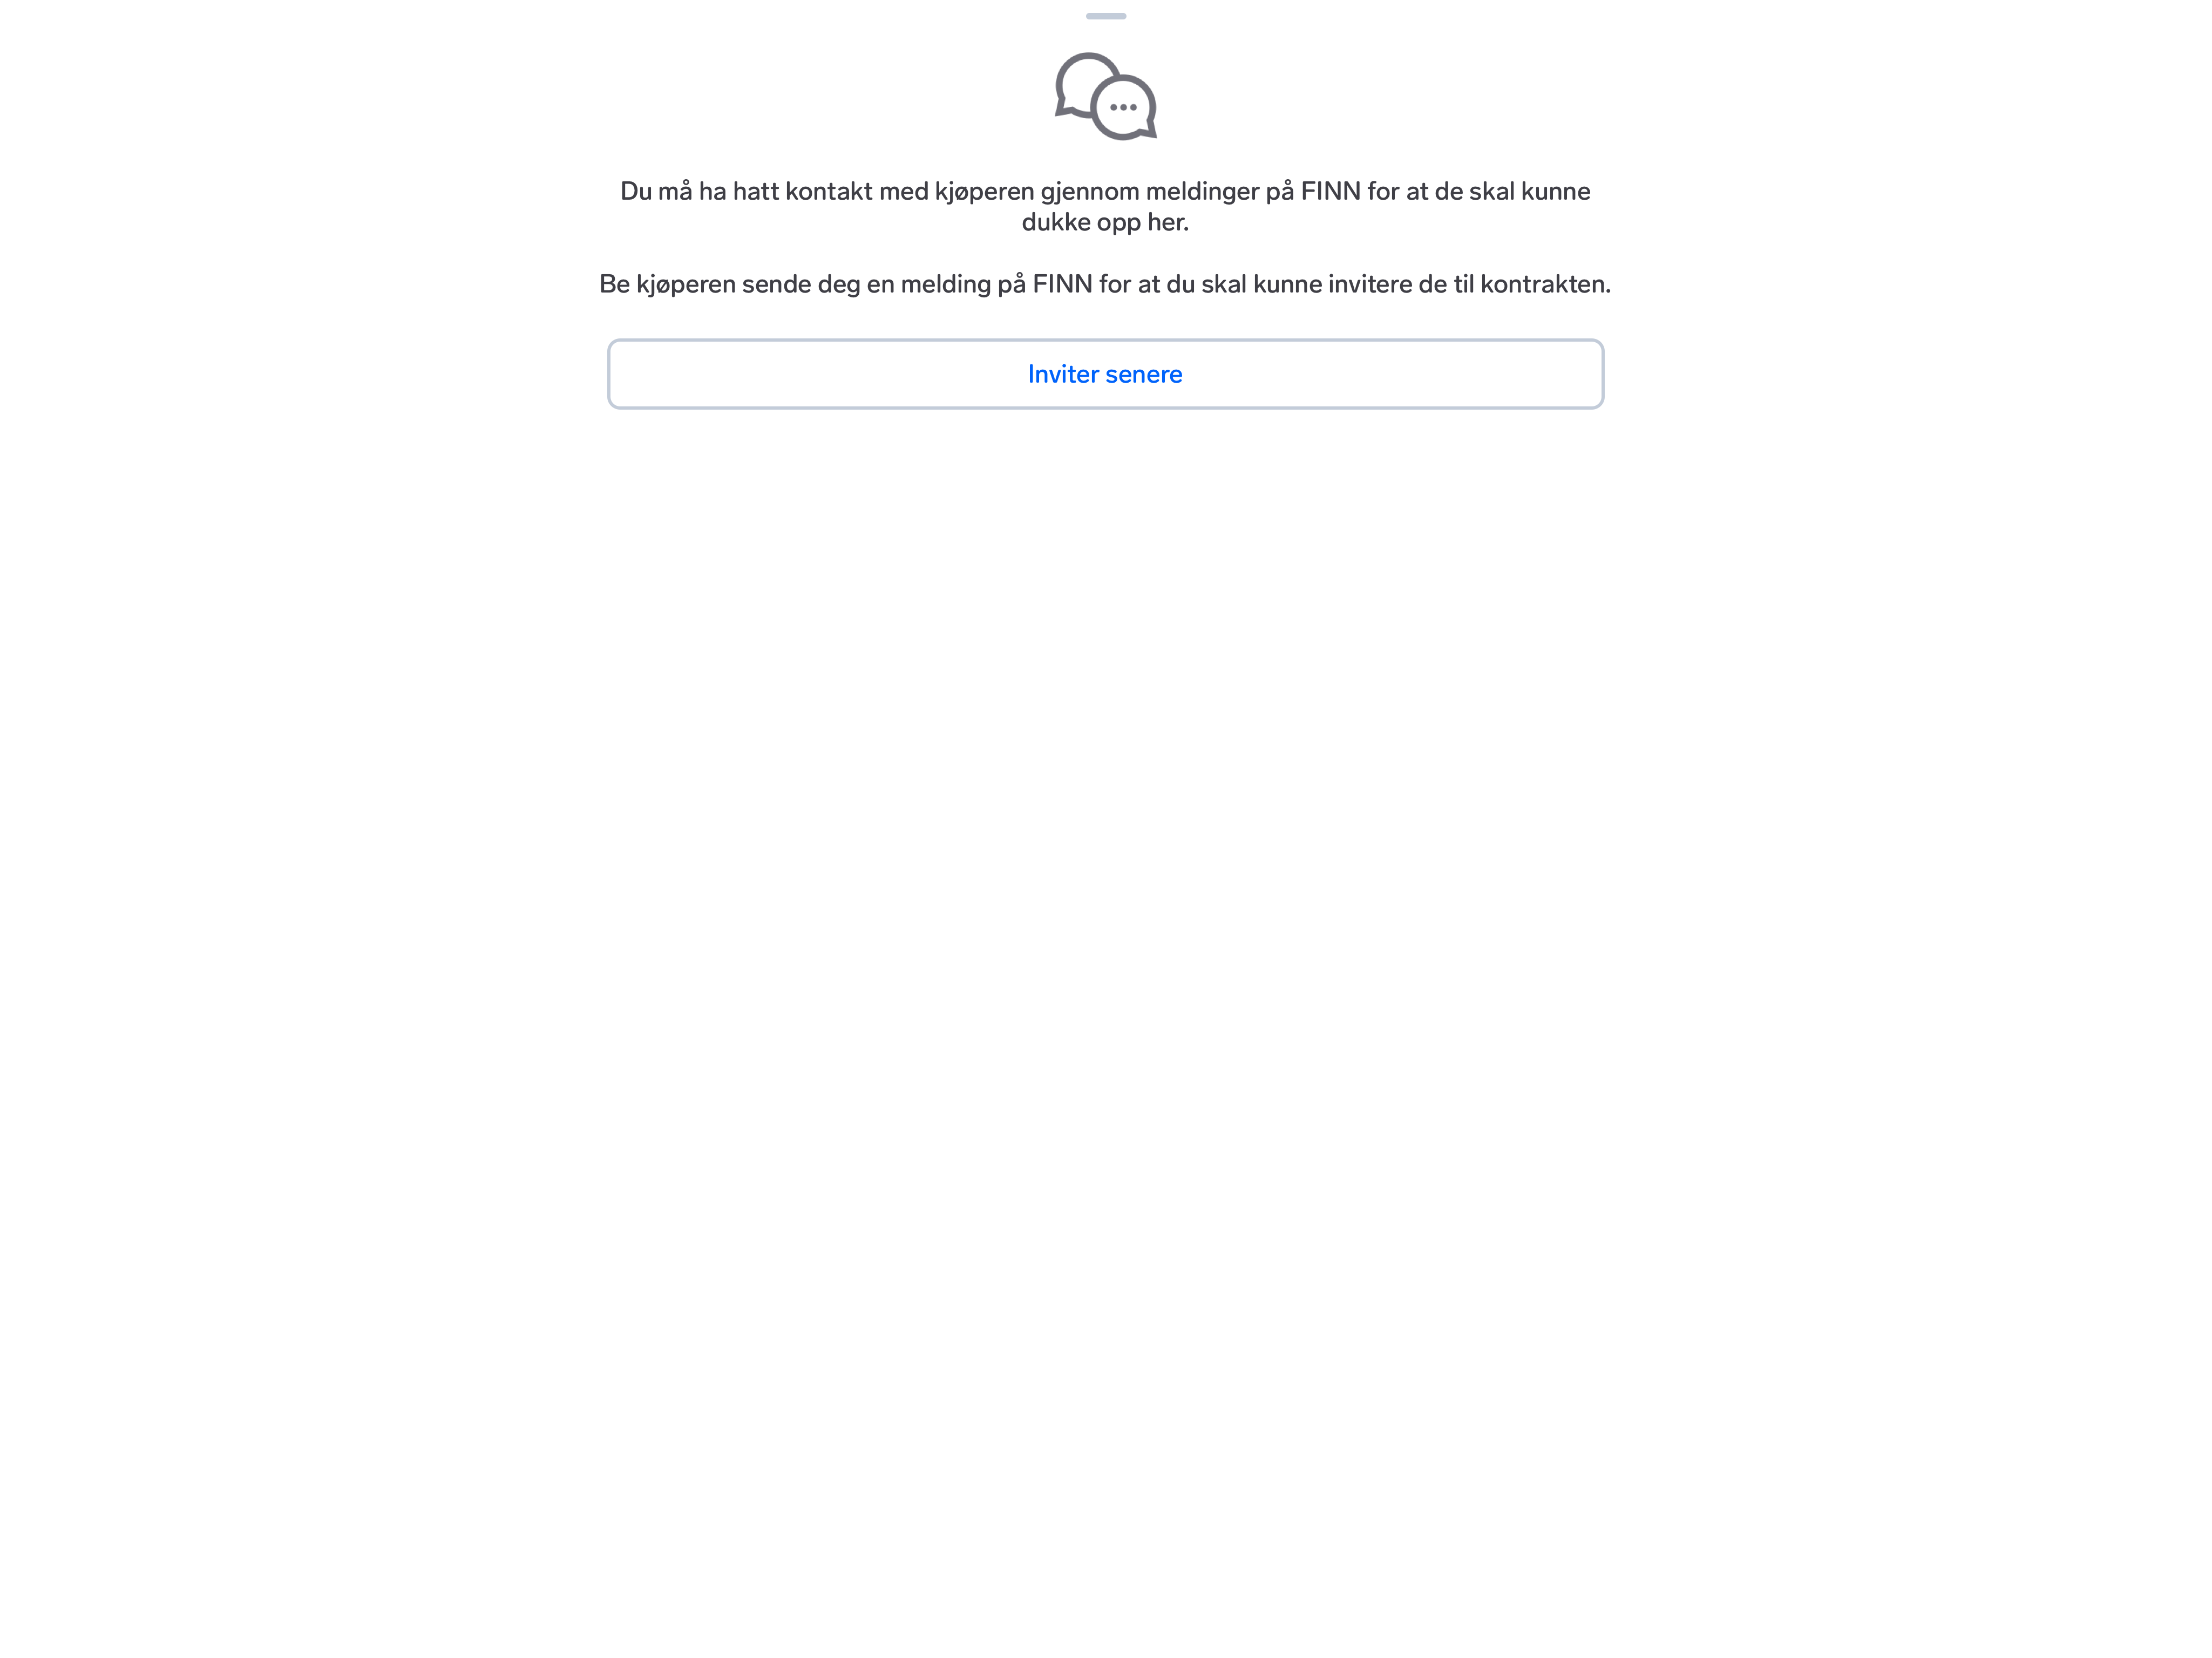 Du må ha hatt kontakt med kjøperen gjennom meldinger på FINN for at de skal kunne
dukke opp her.
Be kjøperen sende deg en melding på FINN for at du skal kunne invitere de til kontrakten.
Inviter senere